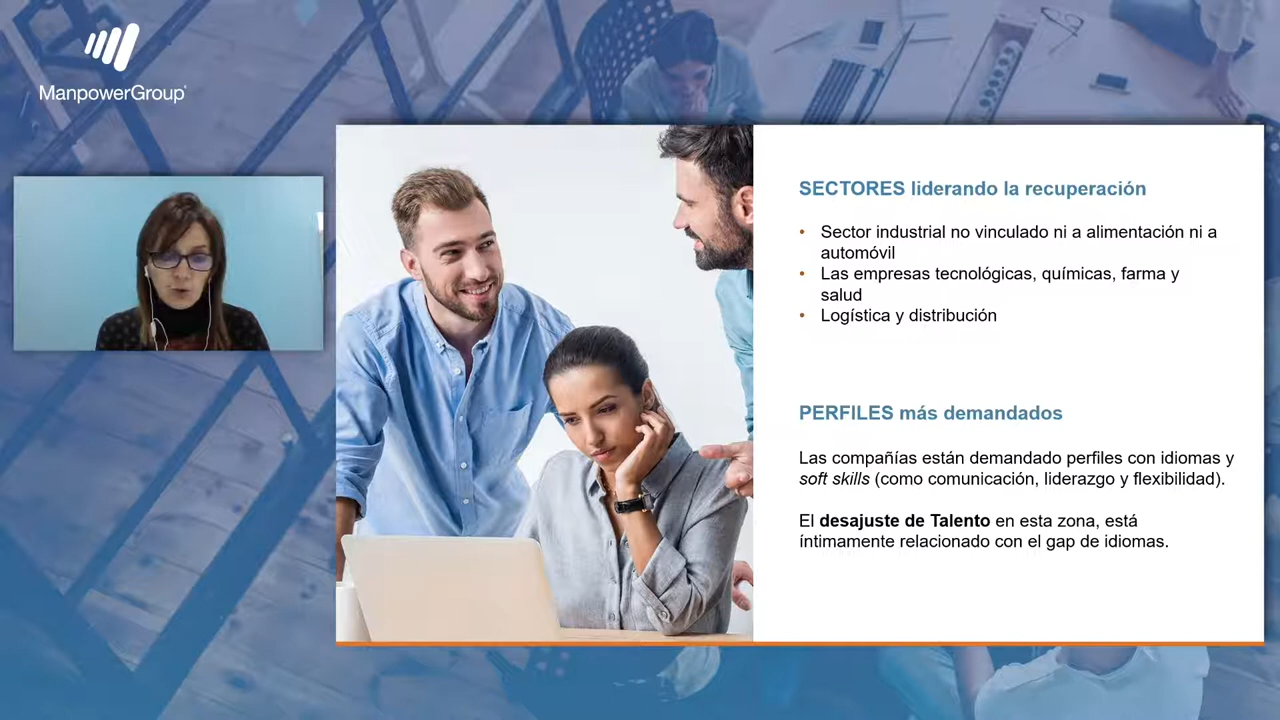 ManpowerGroup
SECTORES liderando la recuperación
• Sector industrial no vinculado ni a alimentación ni a
automóvil
• Las empresas tecnológicas, químicas, farma y
salud
• Logística y distribución
PERFILES más demandados
Las compañías están demandado perfiles con idiomas y
soft skills (como comunicación, liderazgo y flexibilidad).
El desajuste de Talento en esta zona, está
íntimamente relacionado con el gap de idiomas.